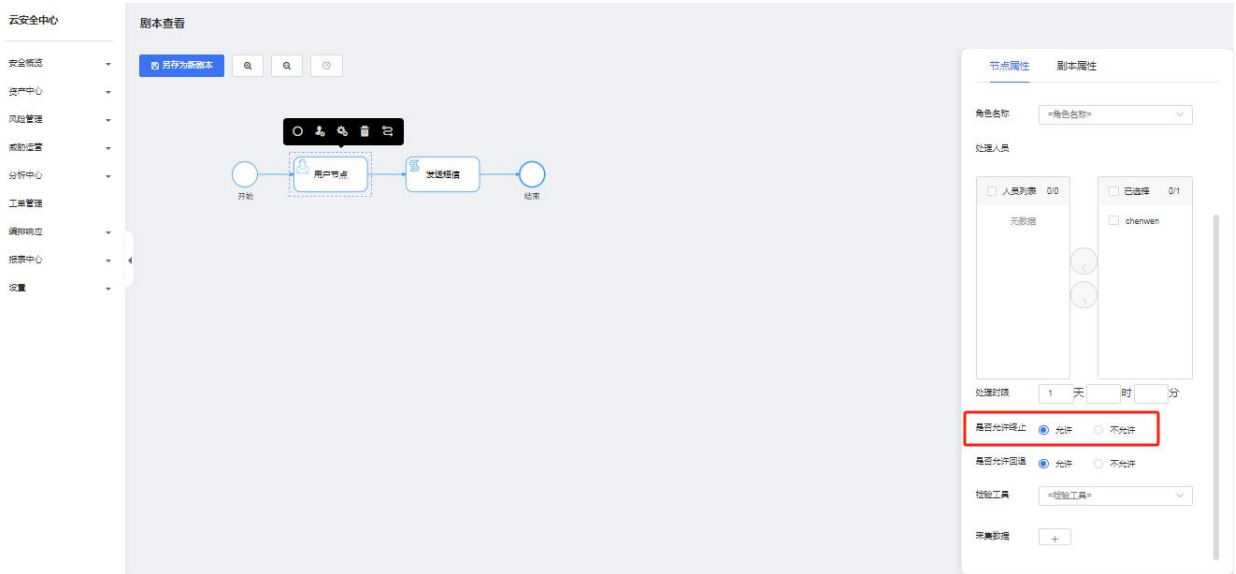 云安全中心
剧本查看
安全概览
资产中心
风险管理
威胁运营
分析中心
工单管理
编排响应
报表中心
设置
另存为新剧本
开始
用户节点
发送短信
结束
节点属性 剧本属性
角色名称 =角色名称=
处理人员
人员列表 0/0 已选择 0/1
无数据 chenwen
处理时限 1 天 时 分
是否允许终止 允许 不允许
是否允许回退 允许 不允许
检验工具 =检验工具=
采集数据 +